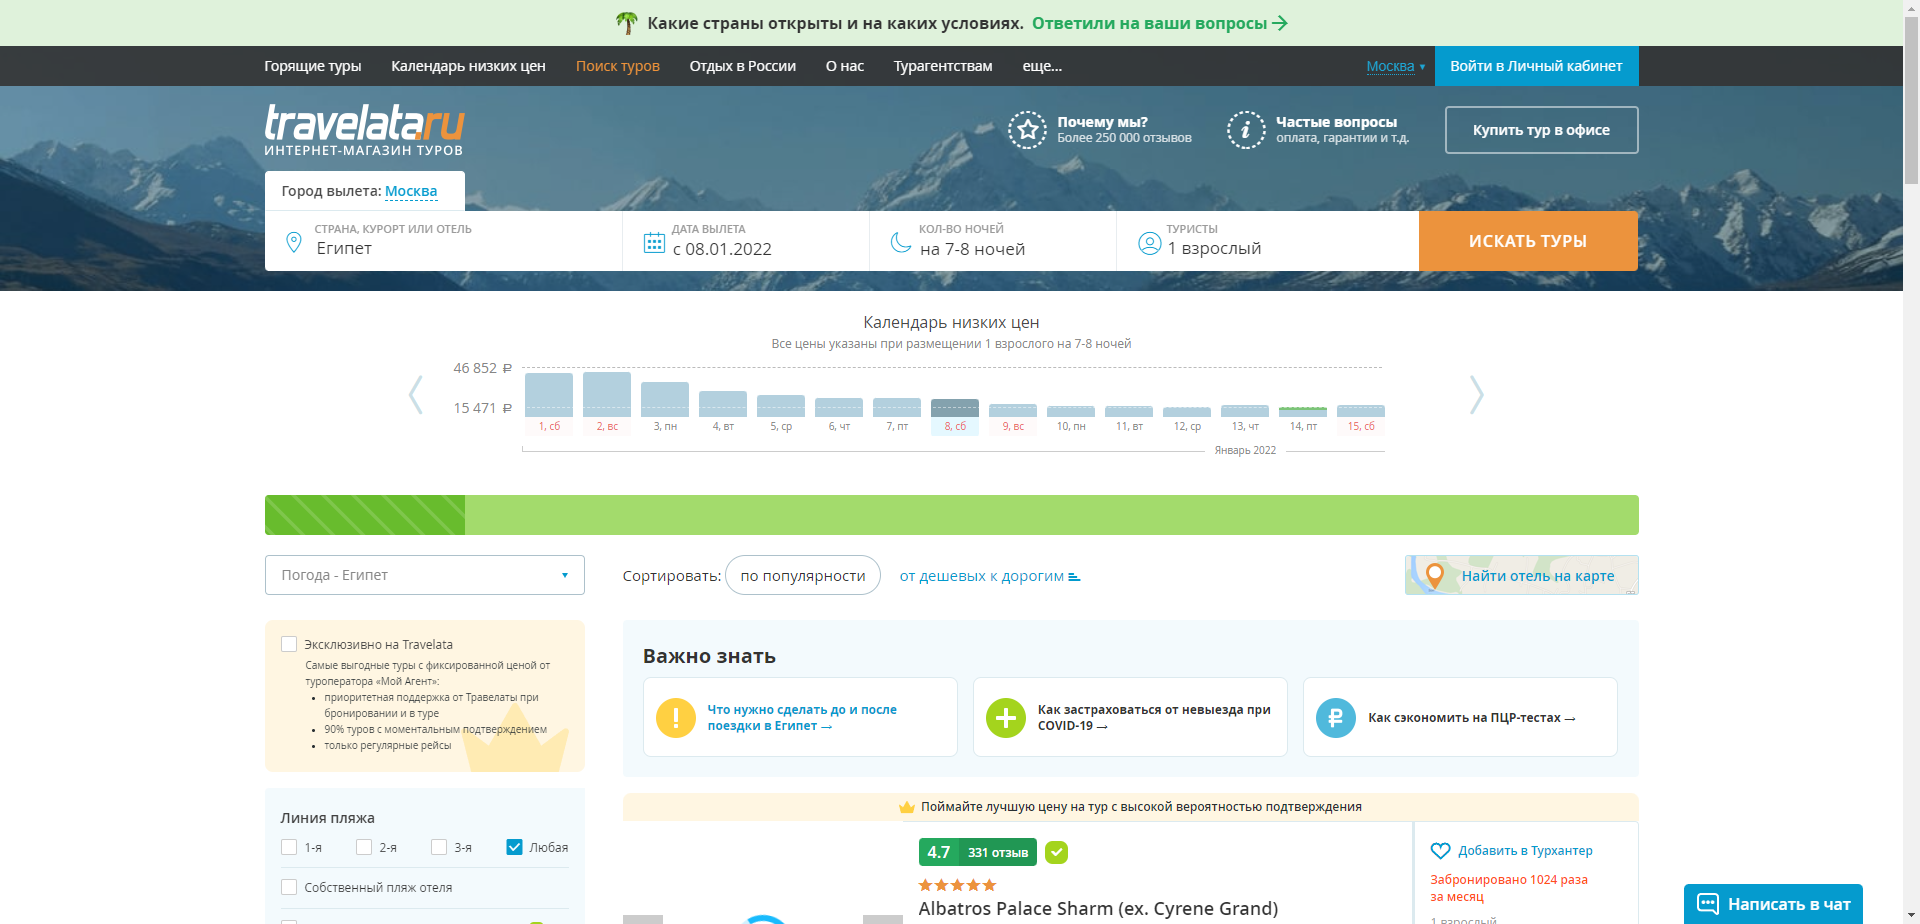 Какие страны открыты и на каких условиях. Ответили на ваши вопросы →
Горящие туры Календарь низких цен Поиск туров Отдых в России О нас Турагентствам еще... Москва ▾ Войти в Личный кабинет
travelata.ru
ИНТЕРНЕТ-МАГАЗИН ТУРОВ
Почему мы?
Более 250 000 отзывов
Частые вопросы
оплата, гарантии и т.д.
Купить тур в офисе
Город вылета: Москва
СТРАНА, КУРОРТ ИЛИ ОТЕЛЬ
Египет
ДАТА ВЫЛЕТА
с 08.01.2022
КОЛ-ВО НОЧЕЙ
на 7-8 ночей
ТУРИСТЫ
1 взрослый
ИСКАТЬ ТУРЫ
Календарь низких цен
Все цены указаны при размещении 1 взрослого на 7-8 ночей
46 852 ₽
15 471 ₽
1, сб 2, вс 3, пн 4, вт 5, ср 6, чт 7, пт 8, сб 9, вс 10, пн 11, вт 12, ср 13, чт 14, пт 15, сб
Январь 2022
Погода - Египет
Сортировать: по популярности от дешевых к дорогим
Найти отель на карте
Эксклюзивно на Travelata
Самые выгодные туры с фиксированной ценой от
туроператора «Мой Агент»:
• приоритетная поддержка от Травелаты при
бронировании и в туре
• 90% туров с моментальным подтверждением
• только регулярные рейсы
Важно знать
Что нужно сделать до и после
поездки в Египет →
Как застраховаться от невыезда при
COVID-19 →
Как сэкономить на ПЦР-тестах →
Линия пляжа
1-я 2-я 3-я Любая
Собственный пляж отеля
Поймайте лучшую цену на тур с высокой вероятностью подтверждения
4.7 331 отзыв
Albatros Palace Sharm (ex. Cyrene Grand)
Добавить в Турхантер
Забронировано 1024 раза
за месяц
1 взрослый
Написать в чат